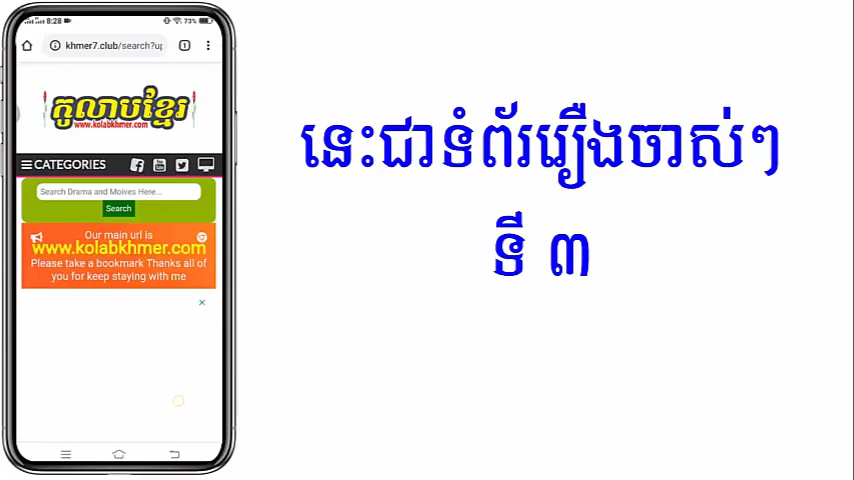 8:28
73%
khmer7.club/search?up
1
កូលាបខ្មែរ
www.kolabkhmer.com
CATEGORIES
Search Drama and Moives Here...
Search
Our main url is
www.kolabkhmer.com
Please take a bookmark Thanks all of
you for keep staying with me
នេះជាទំព័ររឿងចាស់ៗ
ទី ៣